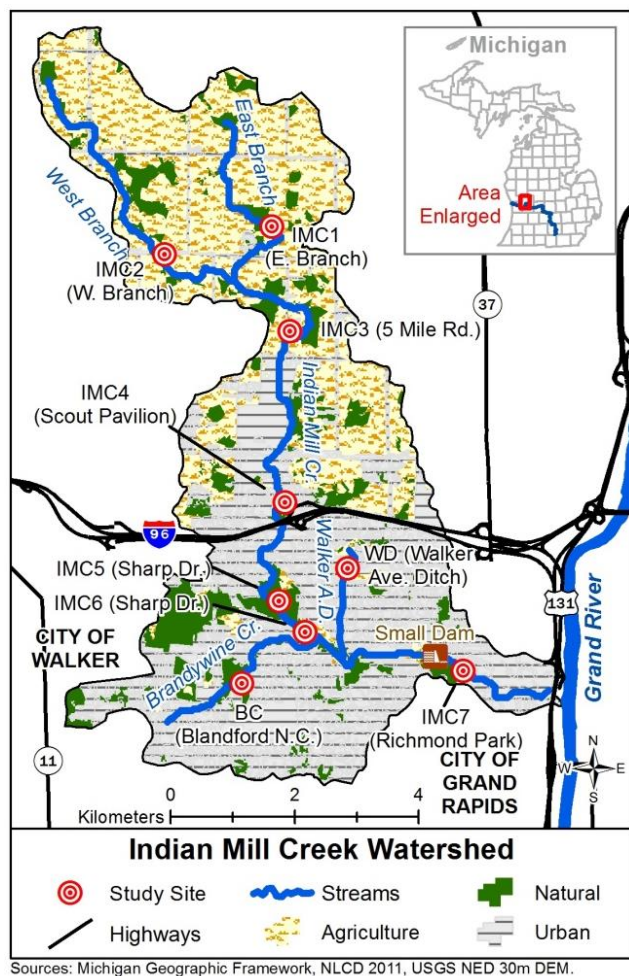 Michigan
Area
Enlarged
East Branch
West Branch
IMC1
(E. Branch)
IMC2
(W. Branch)
37
IMC3 (5 Mile Rd.)
IMC4
(Scout Pavilion)
Indian Mill Cr.
96
Walker A.D.
WD (Walker
Ave. Ditch)
IMC5 (Sharp Dr.)
IMC6 (Sharp Dr.)
131
Grand River
CITY OF
WALKER
Small Dam
Brandywine Cr.
BC
(Blandford N.C.)
IMC7
(Richmond Park)
11
CITY OF
GRAND
RAPIDS
N
W
E
S
0 2 4
Kilometers
Indian Mill Creek Watershed
Study Site Streams Natural
Highways Agriculture Urban
Sources: Michigan Geographic Framework, NLCD 2011, USGS NED 30m DEM.